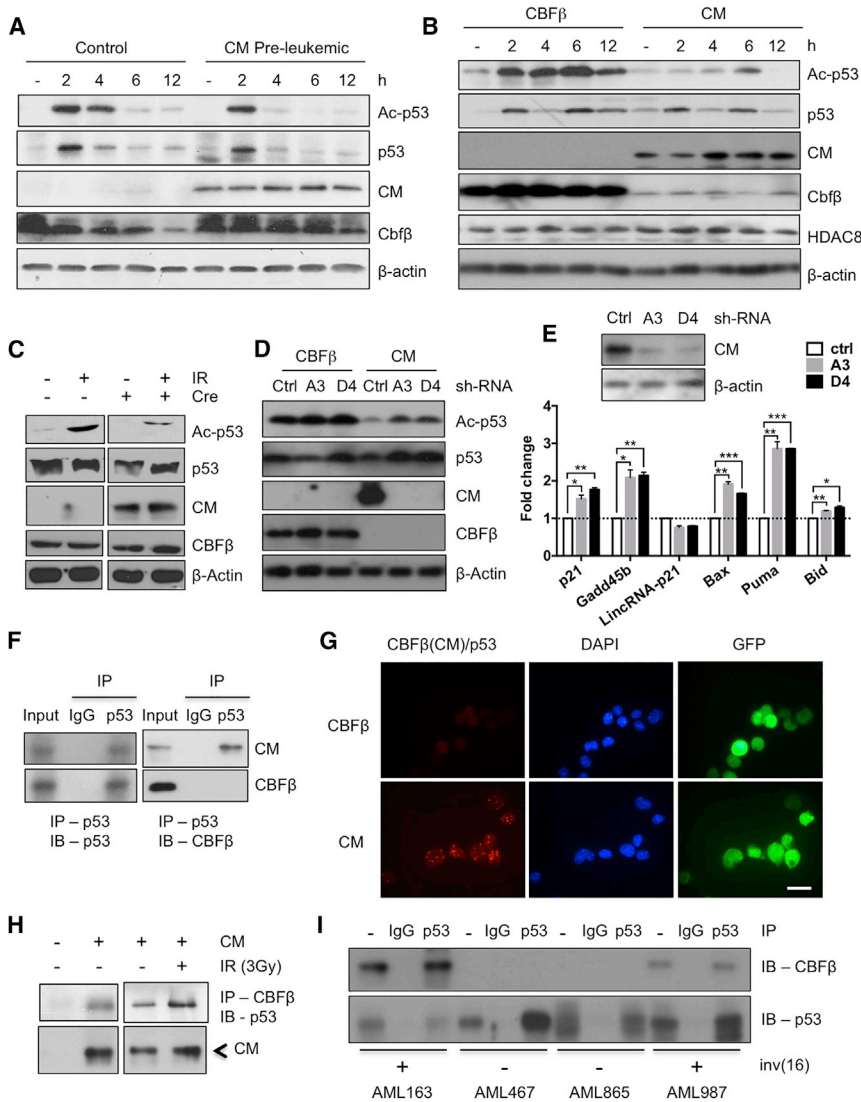 A
Control CM Pre-leukemic
- 2 4 6 12 - 2 4 6 12 h
Ac-p53
p53
CM
Cbfβ
β-actin
B
CBFβ CM
- 2 4 6 12 - 2 4 6 12 h
Ac-p53
p53
CM
Cbfβ
HDAC8
β-actin
C
- + - + IR
- - + + Cre
Ac-p53
p53
CM
CBFβ
β-Actin
D
CBFβ CM
Ctrl A3 D4 Ctrl A3 D4 sh-RNA
Ac-p53
p53
CM
CBFβ
β-Actin
E
Ctrl A3 D4 sh-RNA
CM
β-actin
ctrl
A3
D4
Fold change
4
3
2
1
0
* **
* **
** ***
** ***
** *
p21 Gadd45b LincRNA-p21 Bax Puma Bid
F
IP IP
Input IgG p53 Input IgG p53
CM
CBFβ
IP – p53 IP – p53
IB – p53 IB – CBFβ
G
CBFβ(CM)/p53 DAPI GFP
CBFβ
CM
H
- + + + CM
- - - + IR (3Gy)
IP – CBFβ
IB - p53
CM
I
- IgG p53 - IgG p53 - IgG p53 - IgG p53 IP
IB – CBFβ
IB – p53
+ - - + inv(16)
AML163 AML467 AML865 AML987